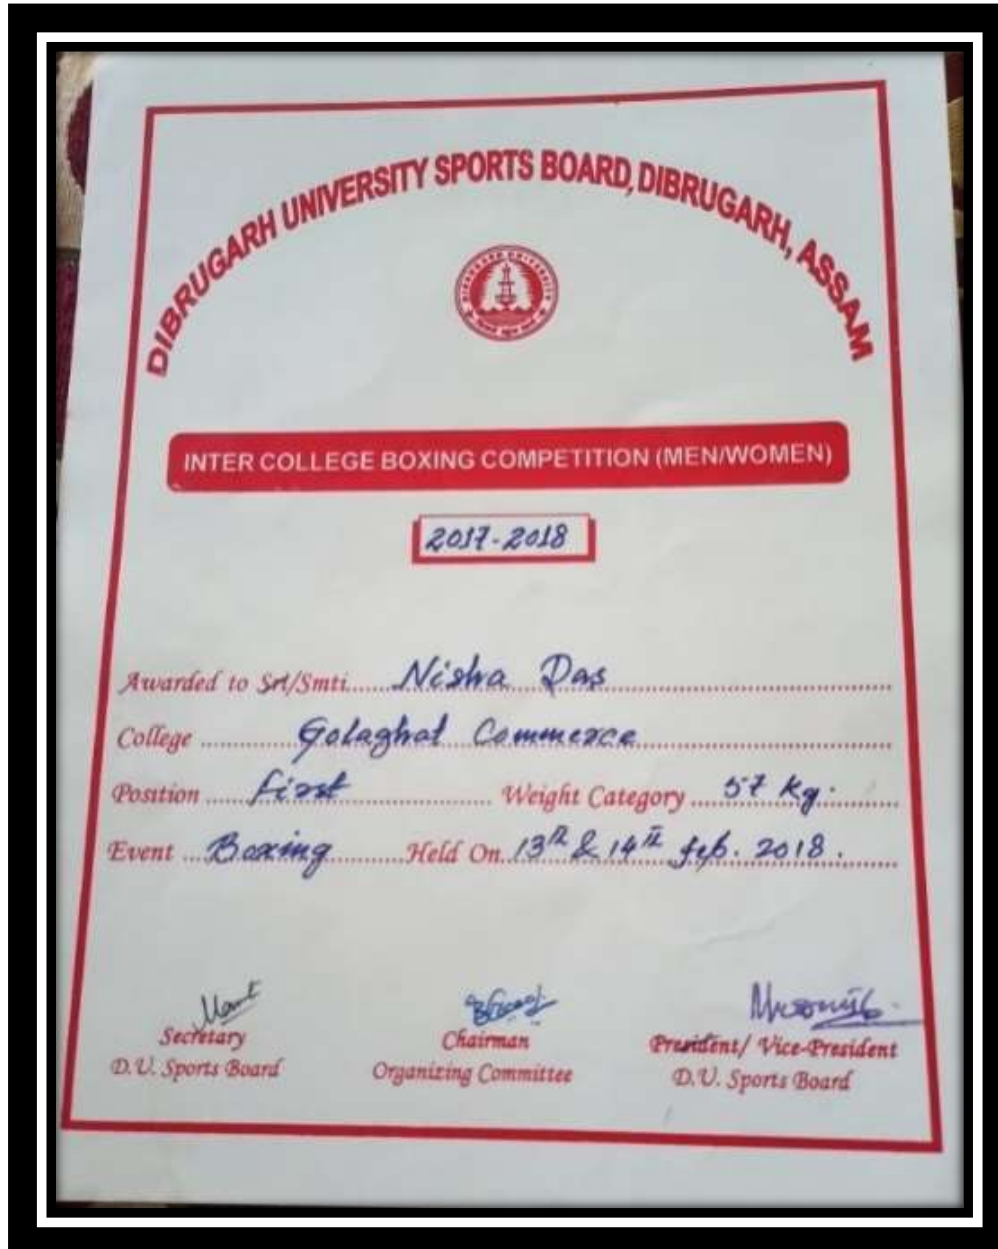 DIBRUGARH UNIVERSITY SPORTS BOARD, DIBRUGARH, ASSAM
DIBRUGARH UNIVERSITY
INTER COLLEGE BOXING COMPETITION (MEN/WOMEN)
2017-2018
Awarded to Sri/Smti..... Nisha Das
College ..... Golaghat Commerce
Position ..... first ..... Weight Category ..... 57 Kg.
Event ... Boxing ..... Held On. 13th & 14th feb. 2018.
Secretary Chairman President/ Vice-President
D.U. Sports Board Organizing Committee D.U. Sports Board